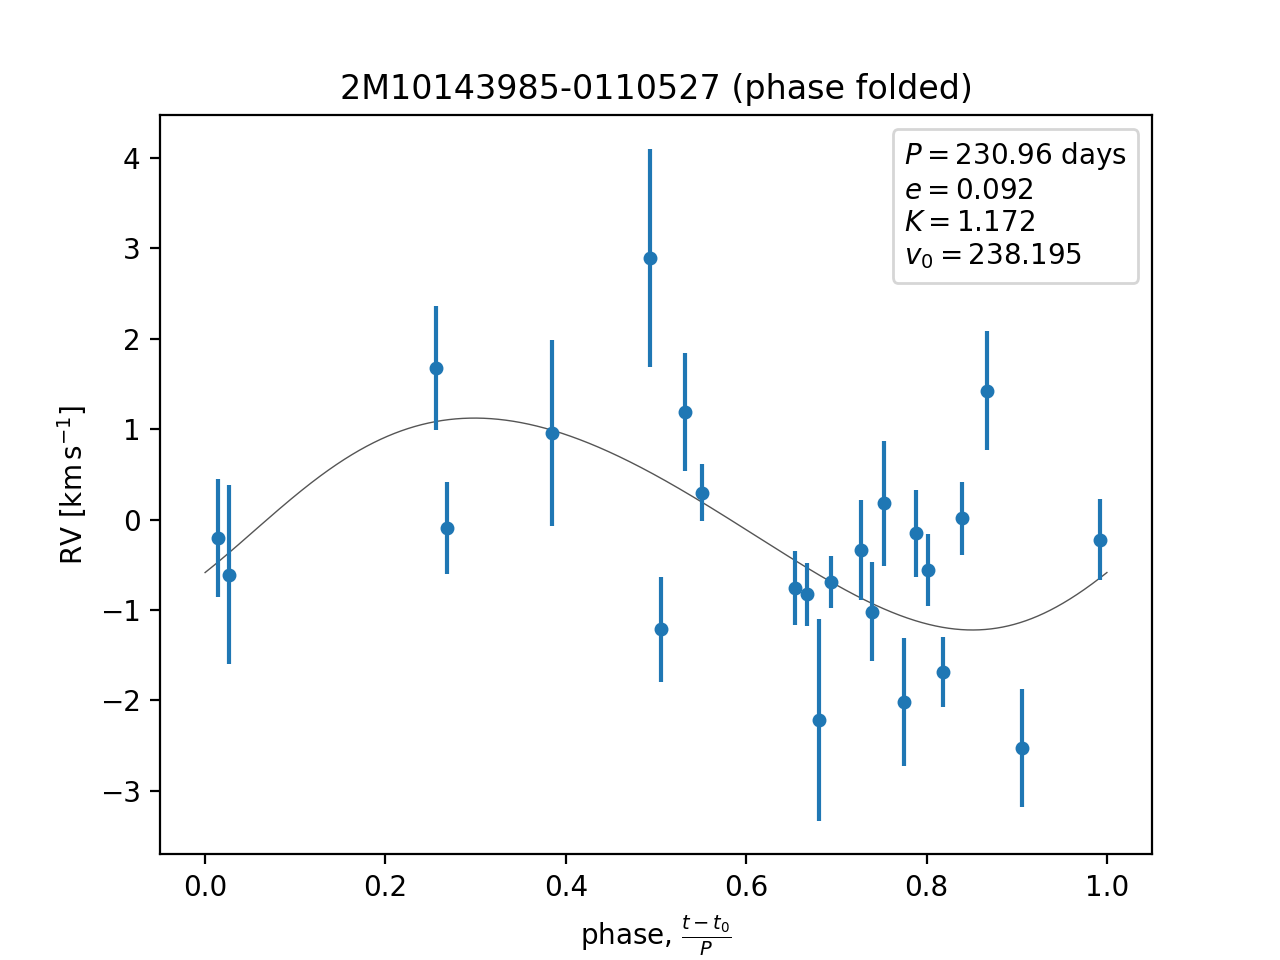 2M10143985-0110527 (phase folded)
P = 230.96 days
e = 0.092
K = 1.172
v₀ = 238.195
4
3
2
1
0
−1
−2
−3
RV [km s⁻¹]
0.0 0.2 0.4 0.6 0.8 1.0
phase, (t − t₀)/P